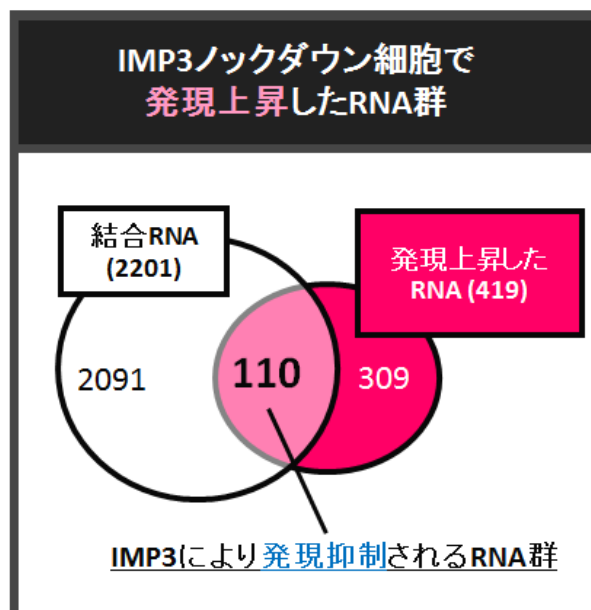 IMP3ノックダウン細胞で
発現上昇したRNA群
結合RNA
(2201)
発現上昇した
RNA (419)
2091
110
309
IMP3により発現抑制されるRNA群